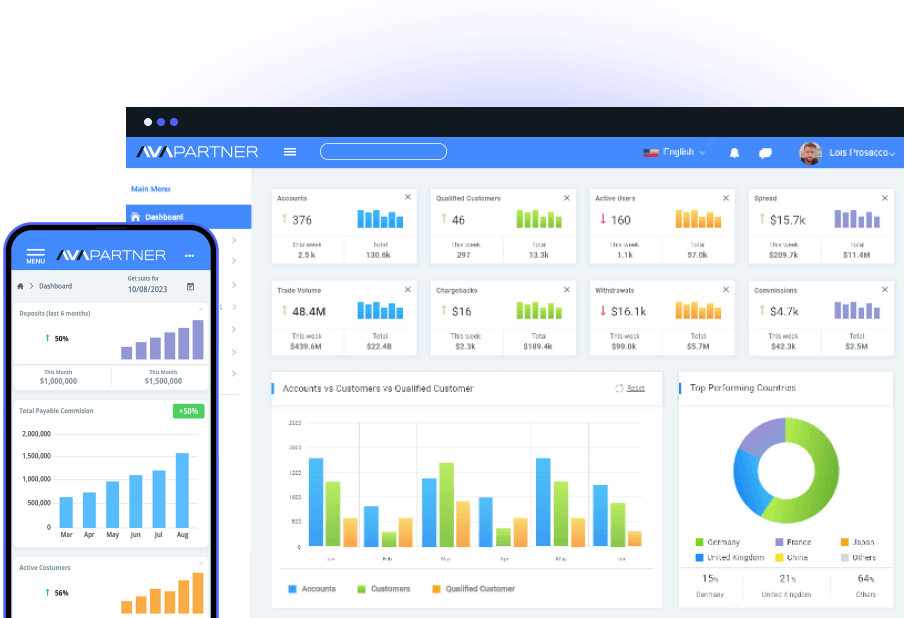 AVAPARTNER
English
Lois Prosacco
Main Menu
Dashboard
Accounts
376
This week
Total
2.5 k
130.6k
Qualified Customers
46
This week
Total
297
13.3k
Active Users
160
This week
Total
1.1k
57.0k
Spread
$15.7k
This week
Total
$209.7k
$11.4M
Trade Volume
48.4M
This week
Total
$439.6M
$22.4B
Chargebacks
$16
This week
Total
$2.3k
$189.4k
Withdrawals
$16.1k
This week
Total
$99.0k
$5.7M
Commissions
$4.7k
This week
Total
$42.3k
$2.5M
Accounts vs Customers vs Qualified Customer
Reset
2500
2000
1500
1000
500
0
Jan
Feb
Mar
Apr
May
Jun
Accounts
Customers
Qualified Customer
Top Performing Countries
Germany
France
Japan
United Kingdom
China
Others
15%
21%
64%
Germany
United Kingdom
Others
MENU
AVAPARTNER
Dashboard
Get stats for
10/08/2023
Deposits (last 6 months)
50%
This Month
This Month
$1,000,000
$1,500,000
Total Payable Commision
+50%
2,000,000
1,500,000
1,000,000
500,000
0
Mar Apr May Jun Jul Aug
Active Costumers
56%